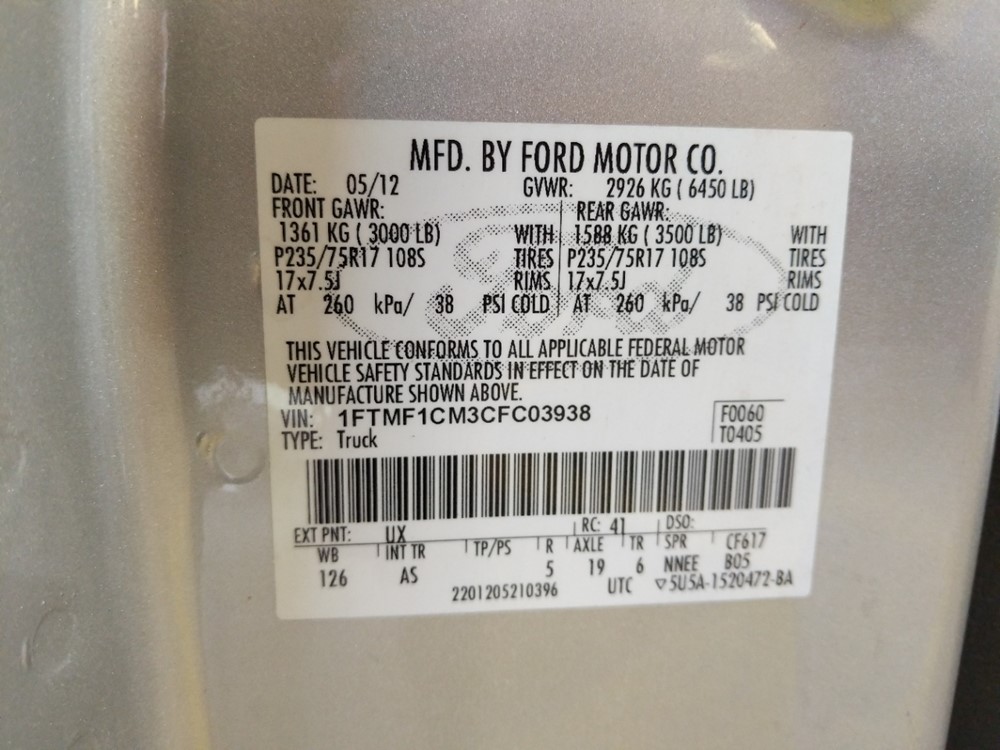 MFD. BY FORD MOTOR CO.
DATE: 05/12 GVWR: 2926 KG ( 6450 LB)
FRONT GAWR: REAR GAWR:
1361 KG ( 3000 LB) WITH 1588 KG ( 3500 LB) WITH
P235/75R17 108S TIRES P235/75R17 108S TIRES
17x7.5J RIMS 17x7.5J RIMS
AT 260 kPa/ 38 PSI COLD AT 260 kPa/ 38 PSI COLD
THIS VEHICLE CONFORMS TO ALL APPLICABLE FEDERAL MOTOR
VEHICLE SAFETY STANDARDS IN EFFECT ON THE DATE OF
MANUFACTURE SHOWN ABOVE.
VIN: 1FTMF1CM3CFC03938 F0060
TYPE: Truck T0405
EXT PNT: UX RC: 41 DSO:
WB INT TR TP/PS R AXLE TR SPR CF617
126 AS 5 19 6 NNEE B05
2201205210396 UTC ▽5U5A-1520472-BA
Ford